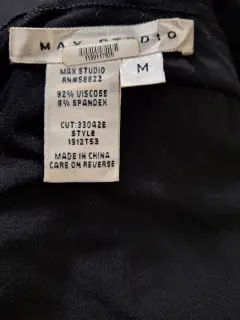 MAX STUDIO
M
MAX STUDIO
RN#58822
92% VISCOSE
8% SPANDEX
CUT:33042E
STYLE
1912T53
MADE IN CHINA
CARE ON REVERSE